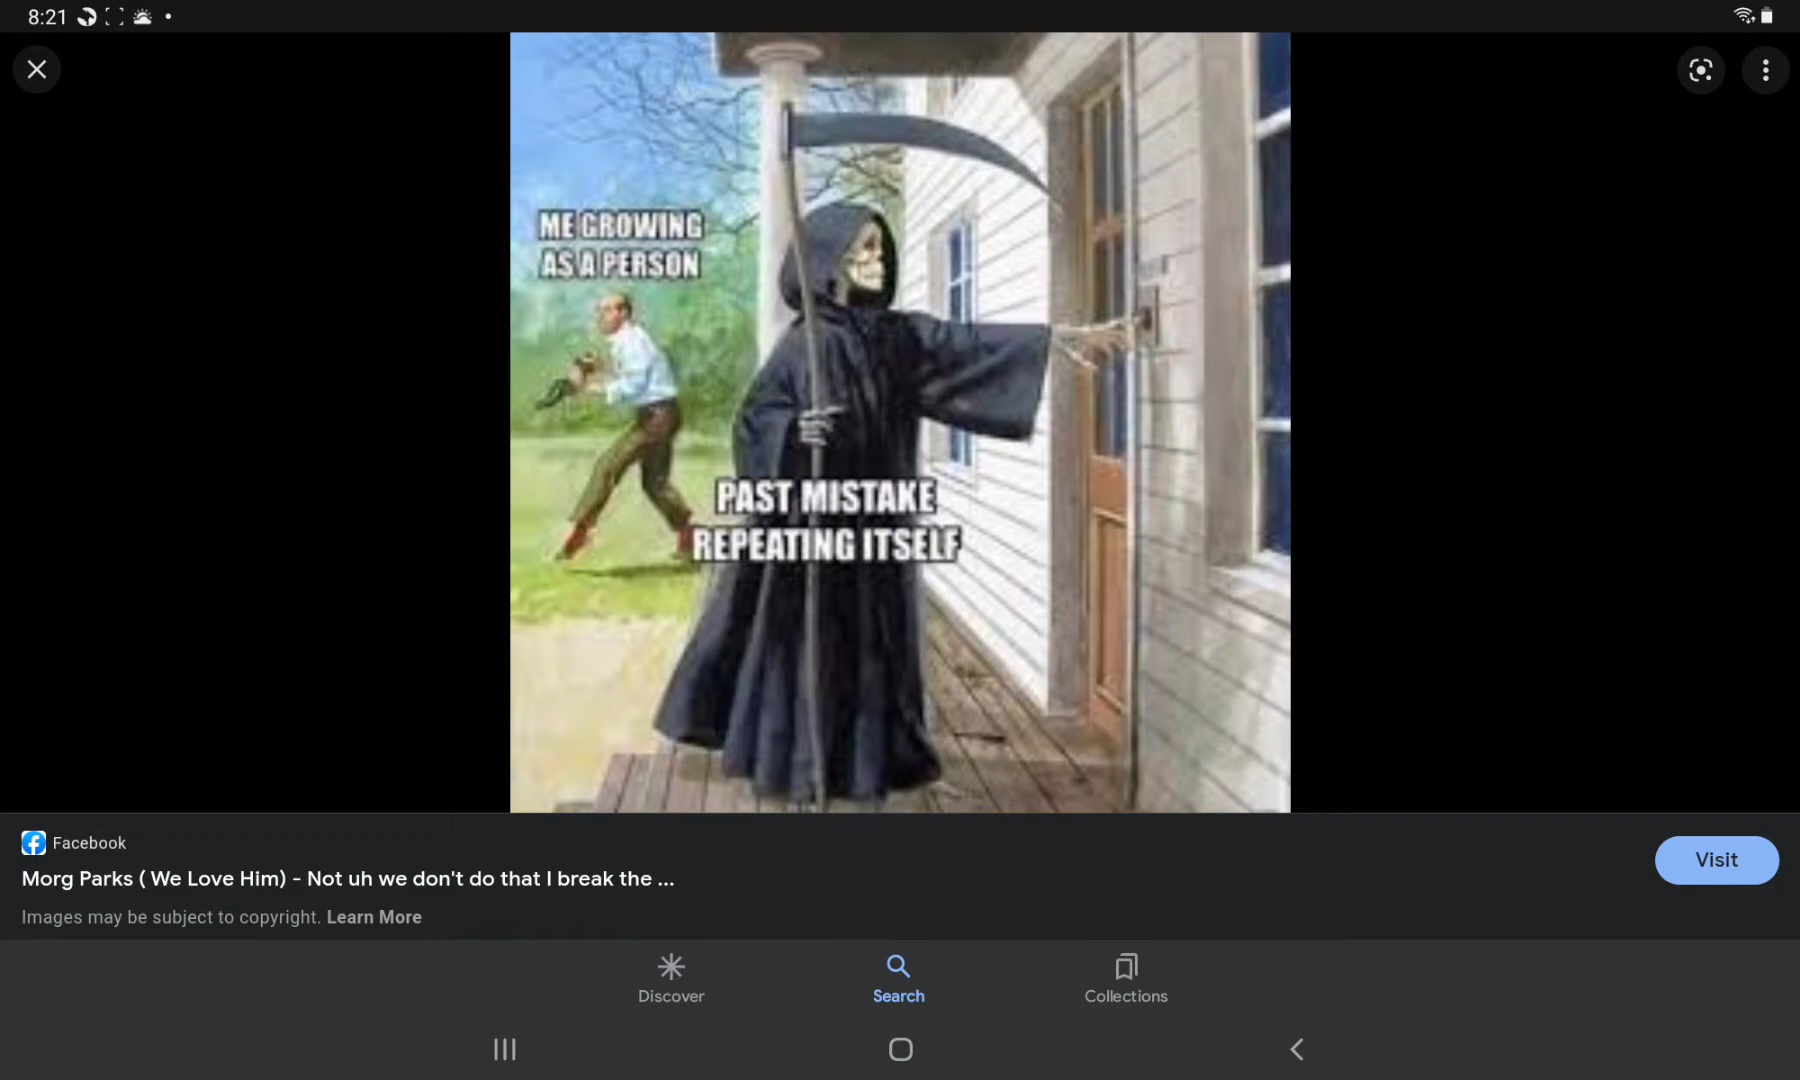 8:21
ME GROWING
AS A PERSON
PAST MISTAKE
REPEATING ITSELF
Facebook
Morg Parks ( We Love Him) - Not uh we don't do that I break the ...
Visit
Images may be subject to copyright. Learn More
Discover
Search
Collections